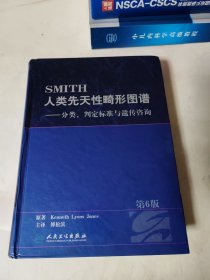 NSCA-CSCS
SMITH
人类先天性畸形图谱
——分类、判定标准与遗传咨询
第6版
原著 Kenneth Lyons Jones
主译 傅松滨
人民卫生出版社